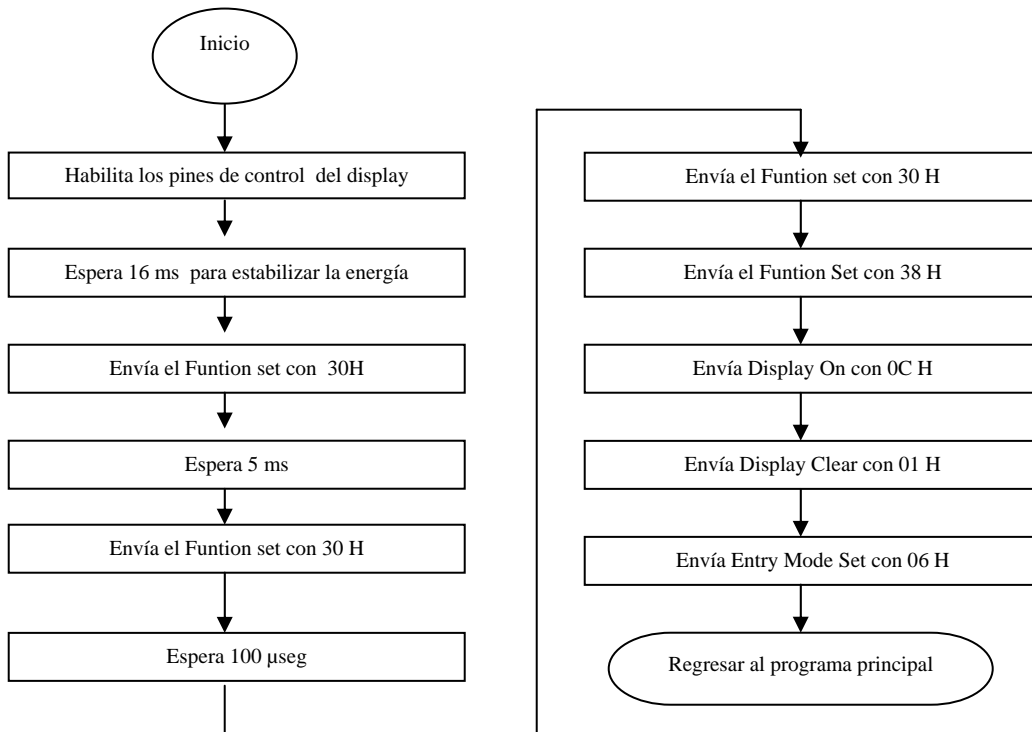 Inicio
Habilita los pines de control del display
Espera 16 ms para estabilizar la energía
Envía el Funtion set con 30H
Espera 5 ms
Envía el Funtion set con 30 H
Espera 100 µseg
Envía el Funtion set con 30 H
Envía el Funtion Set con 38 H
Envía Display On con 0C H
Envía Display Clear con 01 H
Envía Entry Mode Set con 06 H
Regresar al programa principal